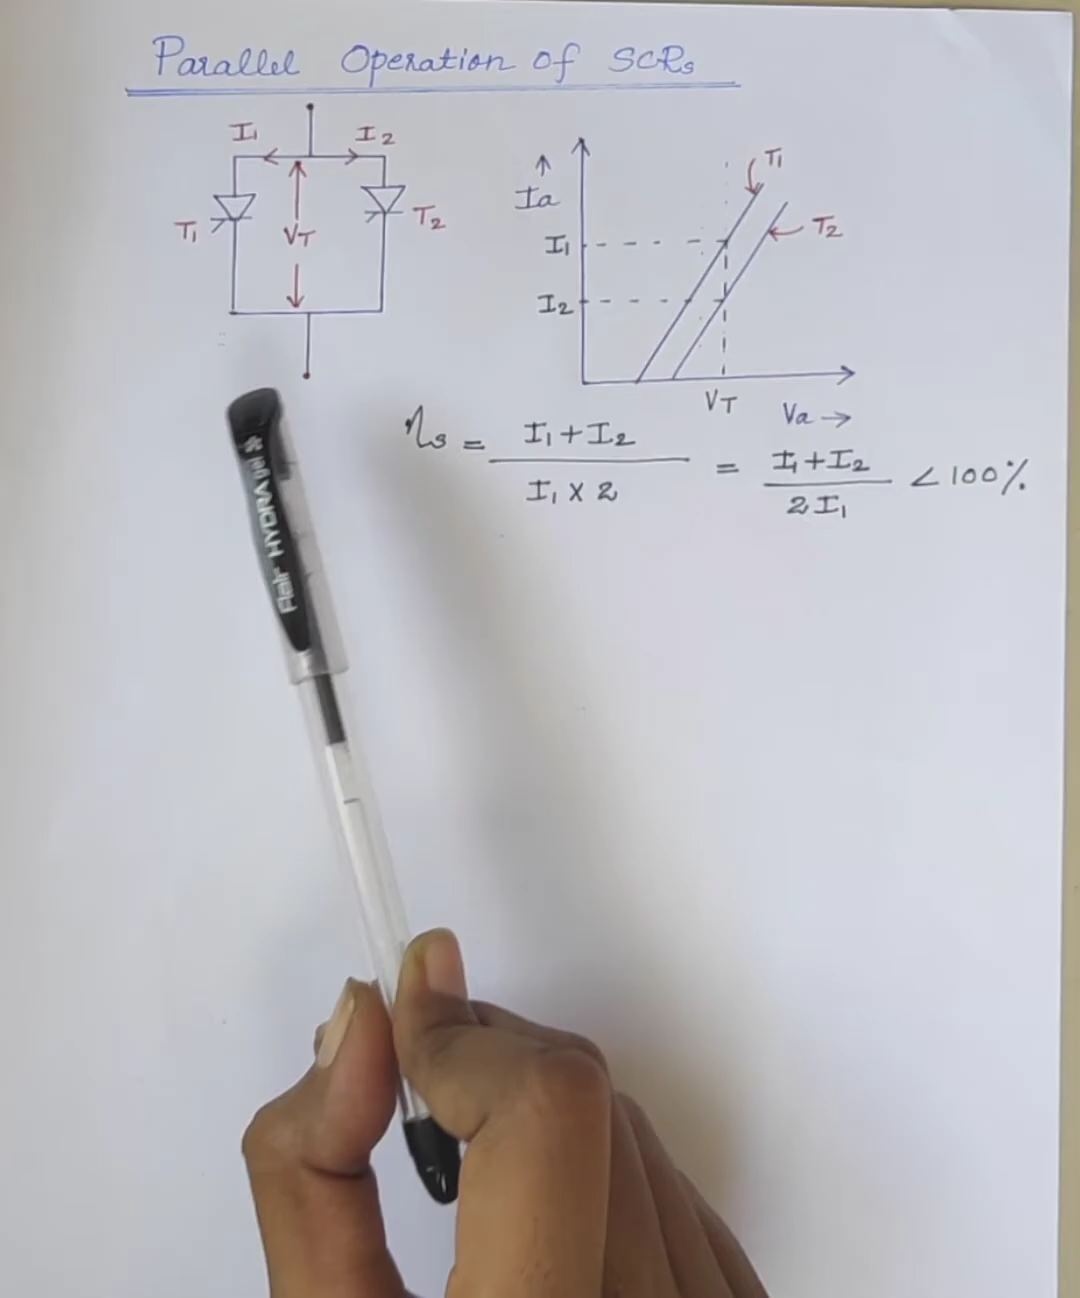 Parallel Operation of SCRs
I1 I2
T1 VT T2
T1
Ia
T2
I1
I2
VT Va →
ηs = I1 + I2 / I1 × 2 = I1 + I2 / 2I1 < 100%
Flair HYDRA gel